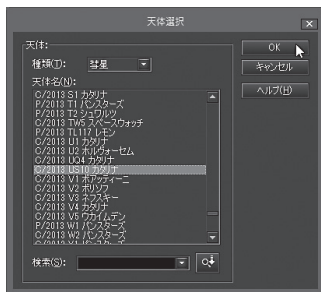 天体選択
天体:
種類(T): 彗星
天体名(N):
C/2013 S1 カタリナ
P/2013 T1 パンスターズ
P/2013 T2 シュワルツ
C/2013 TW5 スペースウォッチ
P/2013 TL117 レモン
C/2013 U1 カタリナ
C/2013 U2 ホルヴォーセム
C/2013 UQ4 カタリナ
C/2013 US10 カタリナ
C/2013 V1 ボアッティーニ
C/2013 V2 ボリソフ
C/2013 V3 ネフスキー
C/2013 V4 カタリナ
C/2013 V5 ウカイムデン
P/2013 W1 パンスターズ
C/2013 W2 パンスターズ
検索(S):
OK
キャンセル
ヘルプ(H)